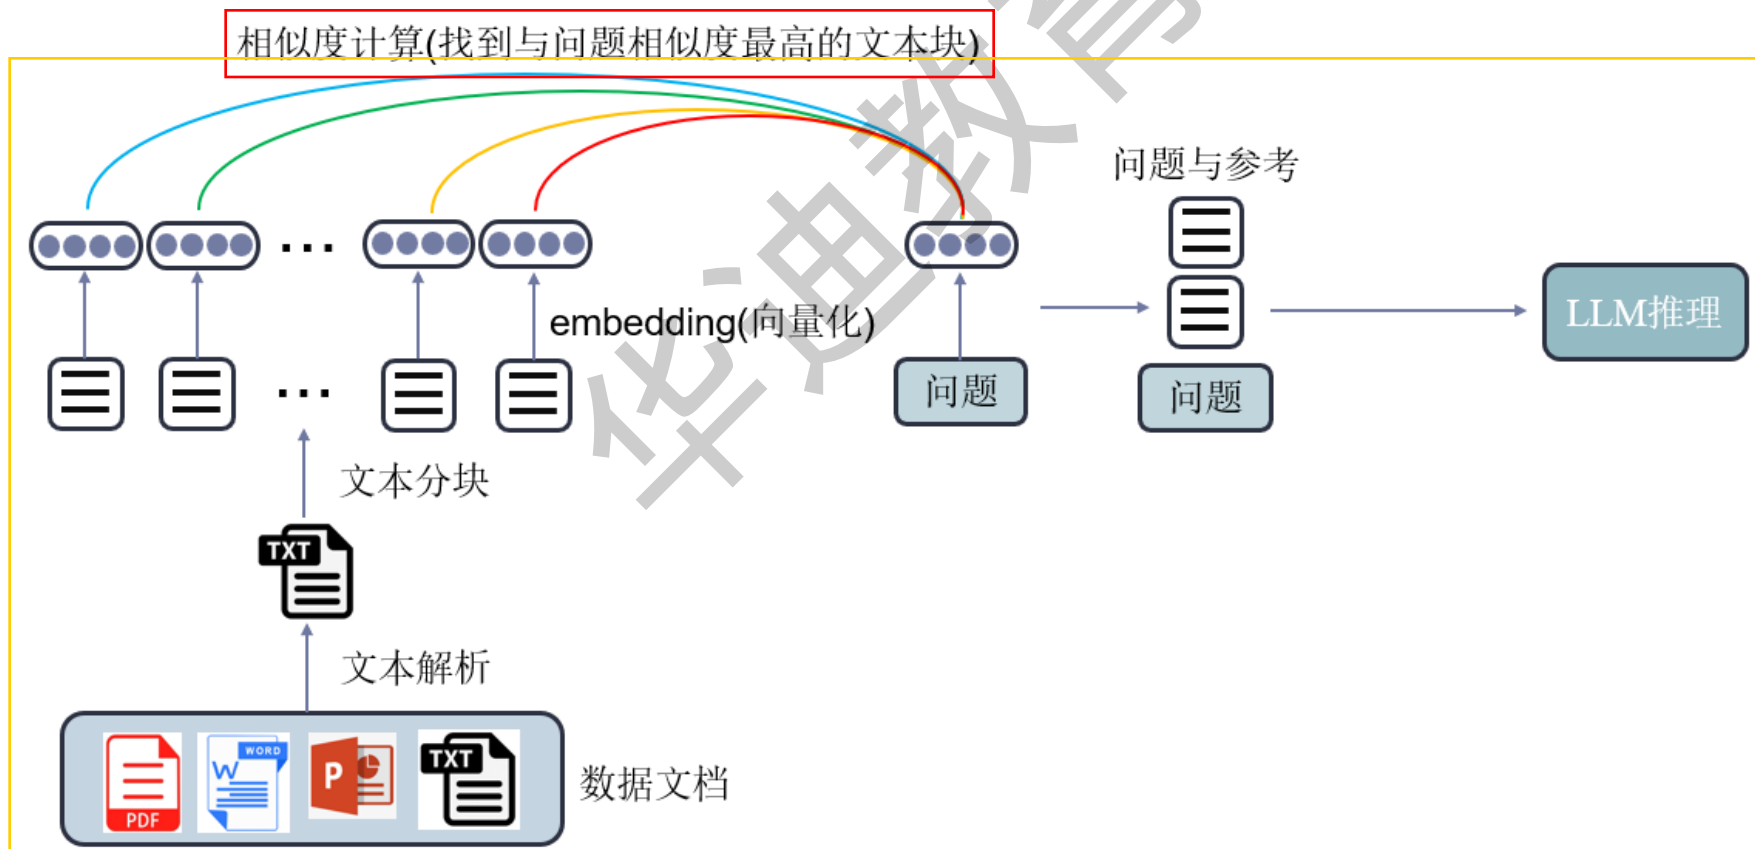 相似度计算(找到与问题相似度最高的文本块)
问题与参考
embedding(向量化)
LLM推理
问题
问题
文本分块
TXT
文本解析
PDF
WORD
W
P
TXT
数据文档
华迪教育